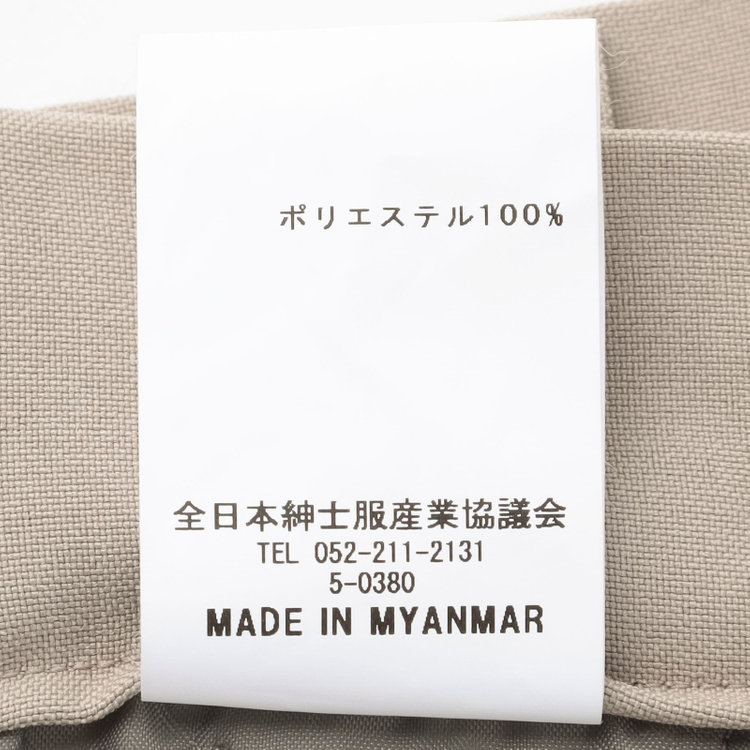 ポリエステル100%
全日本紳士服産業協議会
TEL 052-211-2131
5-0380
MADE IN MYANMAR